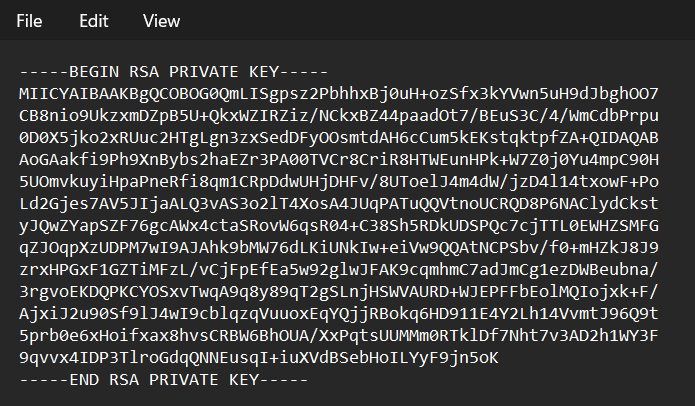 File Edit View
-----BEGIN RSA PRIVATE KEY-----
MIICYAIBAAKBgQCOBOG0QmLISgpsz2PbhhxBj0uH+ozSfx3kYVwn5uH9dJbghOO7
CB8nio9UkzxmDZpB5U+QkxWZIRZiz/NCkxBZ44paadOt7/BEuS3C/4/WmCdbPrpu
0D0X5jko2xRUuc2HTgLgn3zxSedDFyOOsmtdAH6cCum5kEKstqktpfZA+QIDAQAB
AoGAakfi9Ph9XnBybs2haEZr3PA00TVCr8CriR8HTWEunHPk+W7Z0j0Yu4mpC90H
5UOmvkuyiHpaPneRfi8qm1CRpDdwUHjDHFv/8UToelJ4m4dW/jzD4l14txowF+Po
Ld2Gjes7AV5JIjaALQ3vAS3o2lT4XosA4JUqPATuQQVtnoUCRQD8P6NAClydCkst
yJQwZYapSZF76gcAWx4ctaSRovW6qsR04+C38Sh5RDkUDSPQc7cjTTL0EWHZSMFG
qZJOqpXzUDPM7wI9AJAhk9bMW76dLKiUNkIw+eiVw9QQAtNCPSbv/f0+mHZkJ8J9
zrxHPGxF1GZTiMFzL/vCjFpEfEa5w92glwJFAK9cqmhmC7adJmCg1ezDWBeubna/
3rgvoEKDQPKCYOSxvTwqA9q8y89qT2gSLnjHSWVAURD+WJEPFFbEolMQIojxk+F/
AjxiJ2u90Sf9lJ4wI9cblqzqVuuoxEqYQjjRBokq6HD911E4Y2Lh14VvmtJ96Q9t
5prb0e6xHoifxax8hvsCRBW6BhOUA/XxPqtsUUMMm0RTklDf7Nht7v3AD2h1WY3F
9qvvx4IDP3TlroGdqQNNEusqI+iuXVdBSebHoILYyF9jn5oK
-----END RSA PRIVATE KEY-----